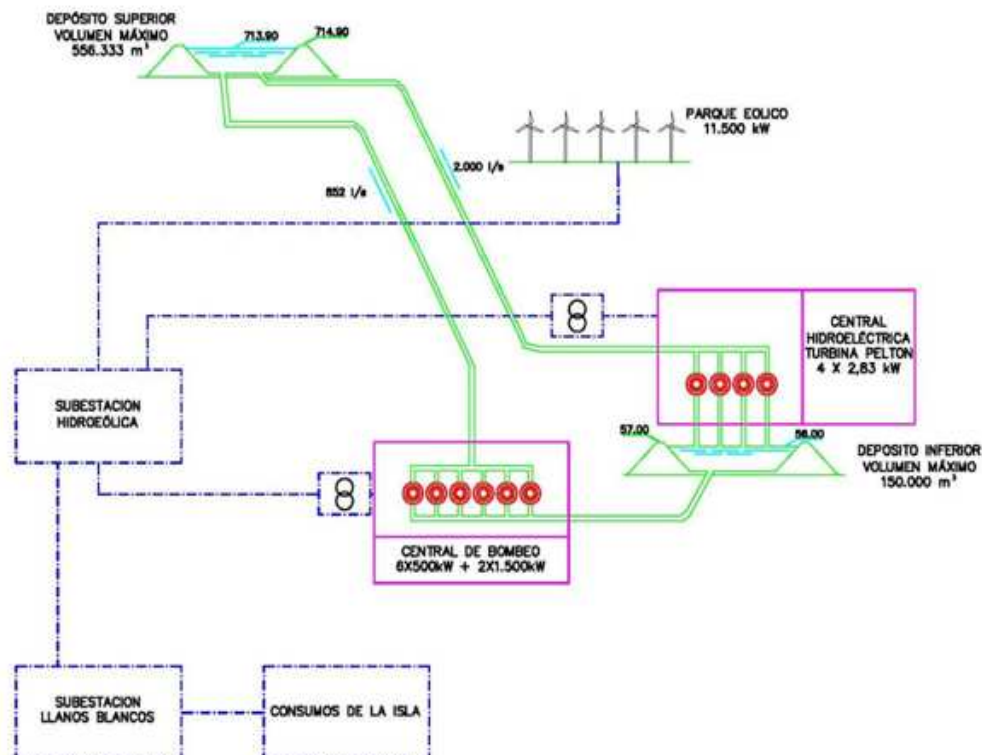 DEPÓSITO SUPERIOR
VOLUMEN MÁXIMO
556.333 m³
713.90
714.90
PARQUE EOLICO
11.500 kW
2.000 l/s
852 l/s
CENTRAL
HIDROELÉCTRICA
TURBINA PELTON
4 X 2,83 kW
SUBESTACION
HIDROEÓLICA
57.00
56.00
DEPOSITO INFERIOR
VOLUMEN MÁXIMO
150.000 m³
CENTRAL DE BOMBEO
6X500kW + 2X1.500kW
SUBESTACION
LLANOS BLANCOS
CONSUMOS DE LA ISLA